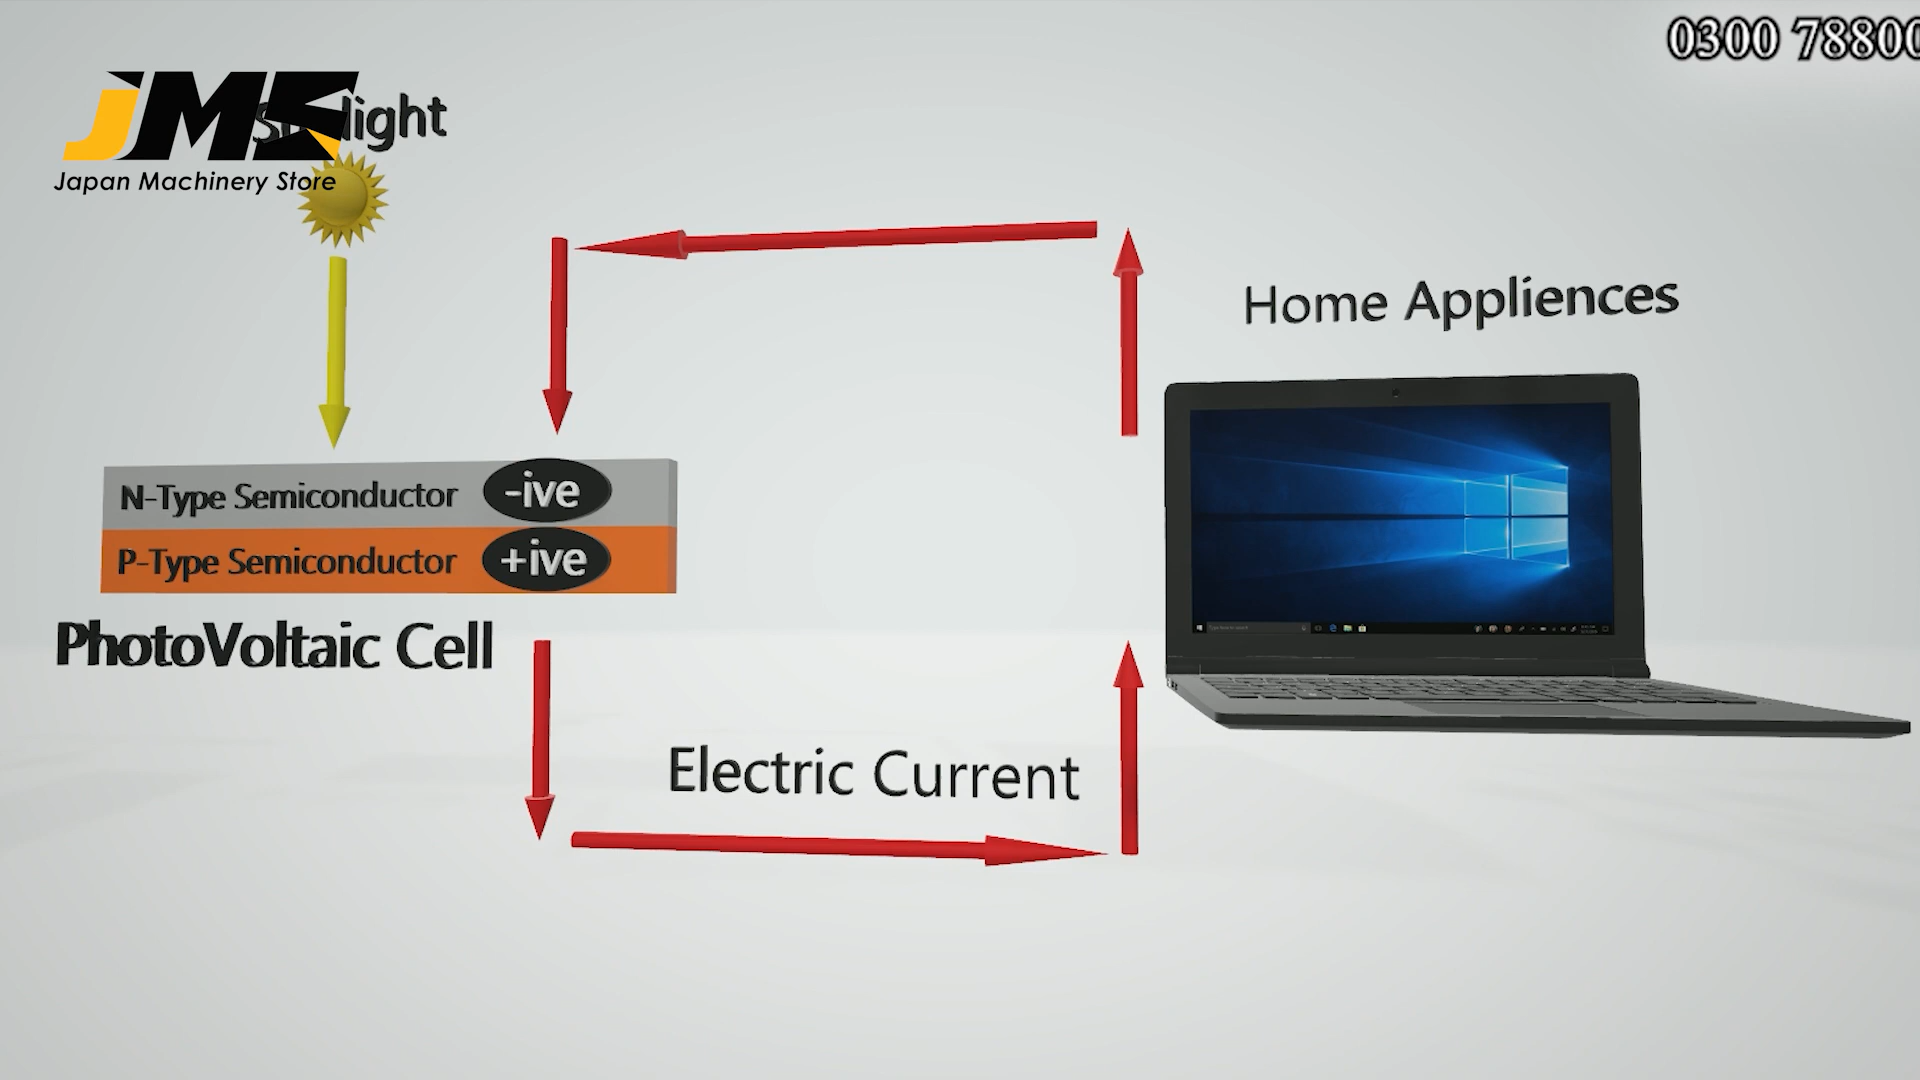 0300 78800
JMS
light
Japan Machinery Store
Home Appliences
N-Type Semiconductor -ive
P-Type Semiconductor +ive
PhotoVoltaic Cell
Electric Current